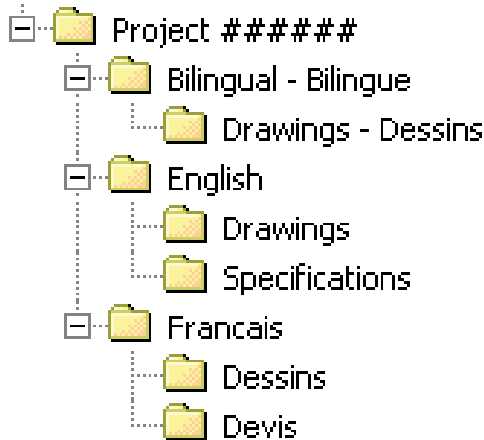 Project ######
Bilingual - Bilingue
Drawings - Dessins
English
Drawings
Specifications
Francais
Dessins
Devis